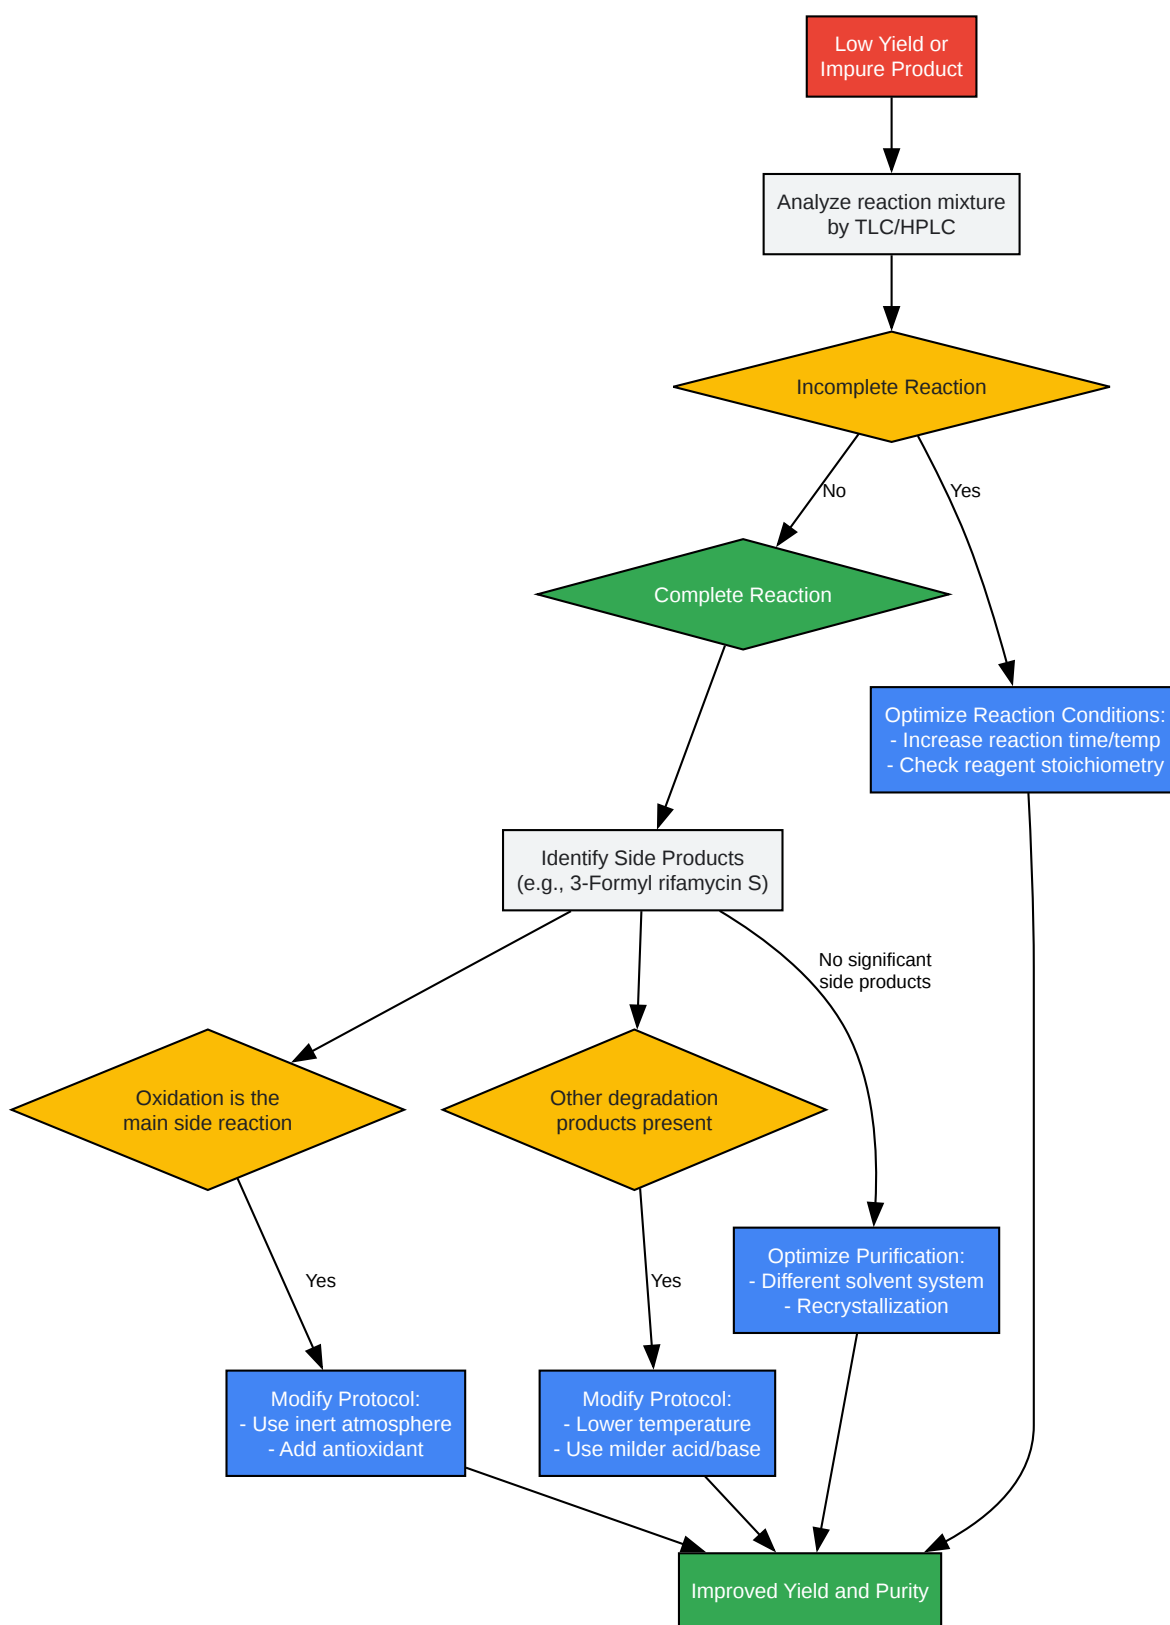 Low Yield or
Impure Product
Analyze reaction mixture
by TLC/HPLC
Incomplete Reaction
No
Yes
Complete Reaction
Optimize Reaction Conditions:
- Increase reaction time/temp
- Check reagent stoichiometry
Identify Side Products
(e.g., 3-Formyl rifamycin S)
No significant
side products
Oxidation is the
main side reaction
Other degradation
products present
Yes
Yes
Optimize Purification:
- Different solvent system
- Recrystallization
Modify Protocol:
- Use inert atmosphere
- Add antioxidant
Modify Protocol:
- Lower temperature
- Use milder acid/base
Improved Yield and Purity